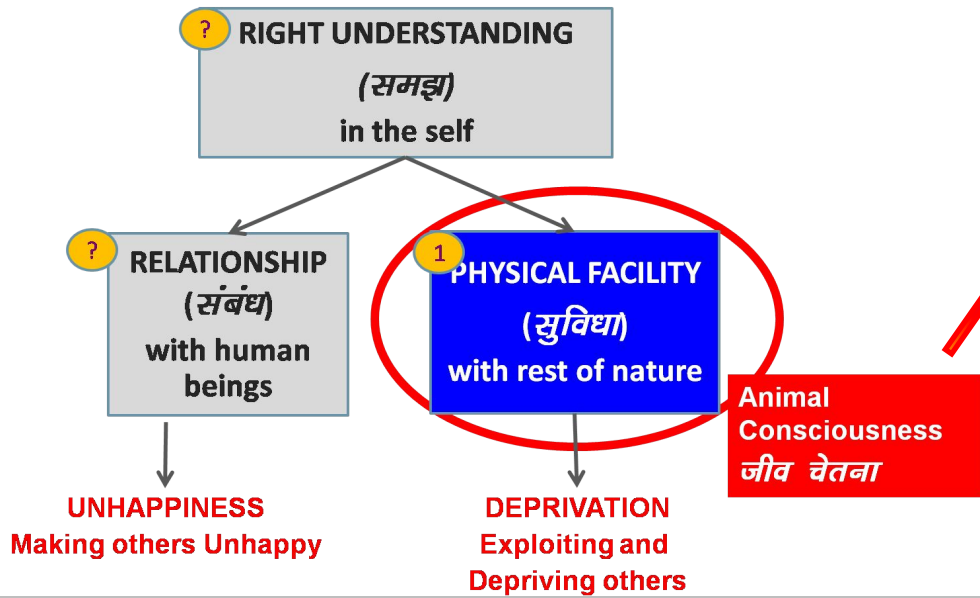 ?
RIGHT UNDERSTANDING
(समझ)
in the self
?
RELATIONSHIP
(संबंध)
with human
beings
1
PHYSICAL FACILITY
(सुविधा)
with rest of nature
Animal
Consciousness
जीव चेतना
UNHAPPINESS
Making others Unhappy
DEPRIVATION
Exploiting and
Depriving others